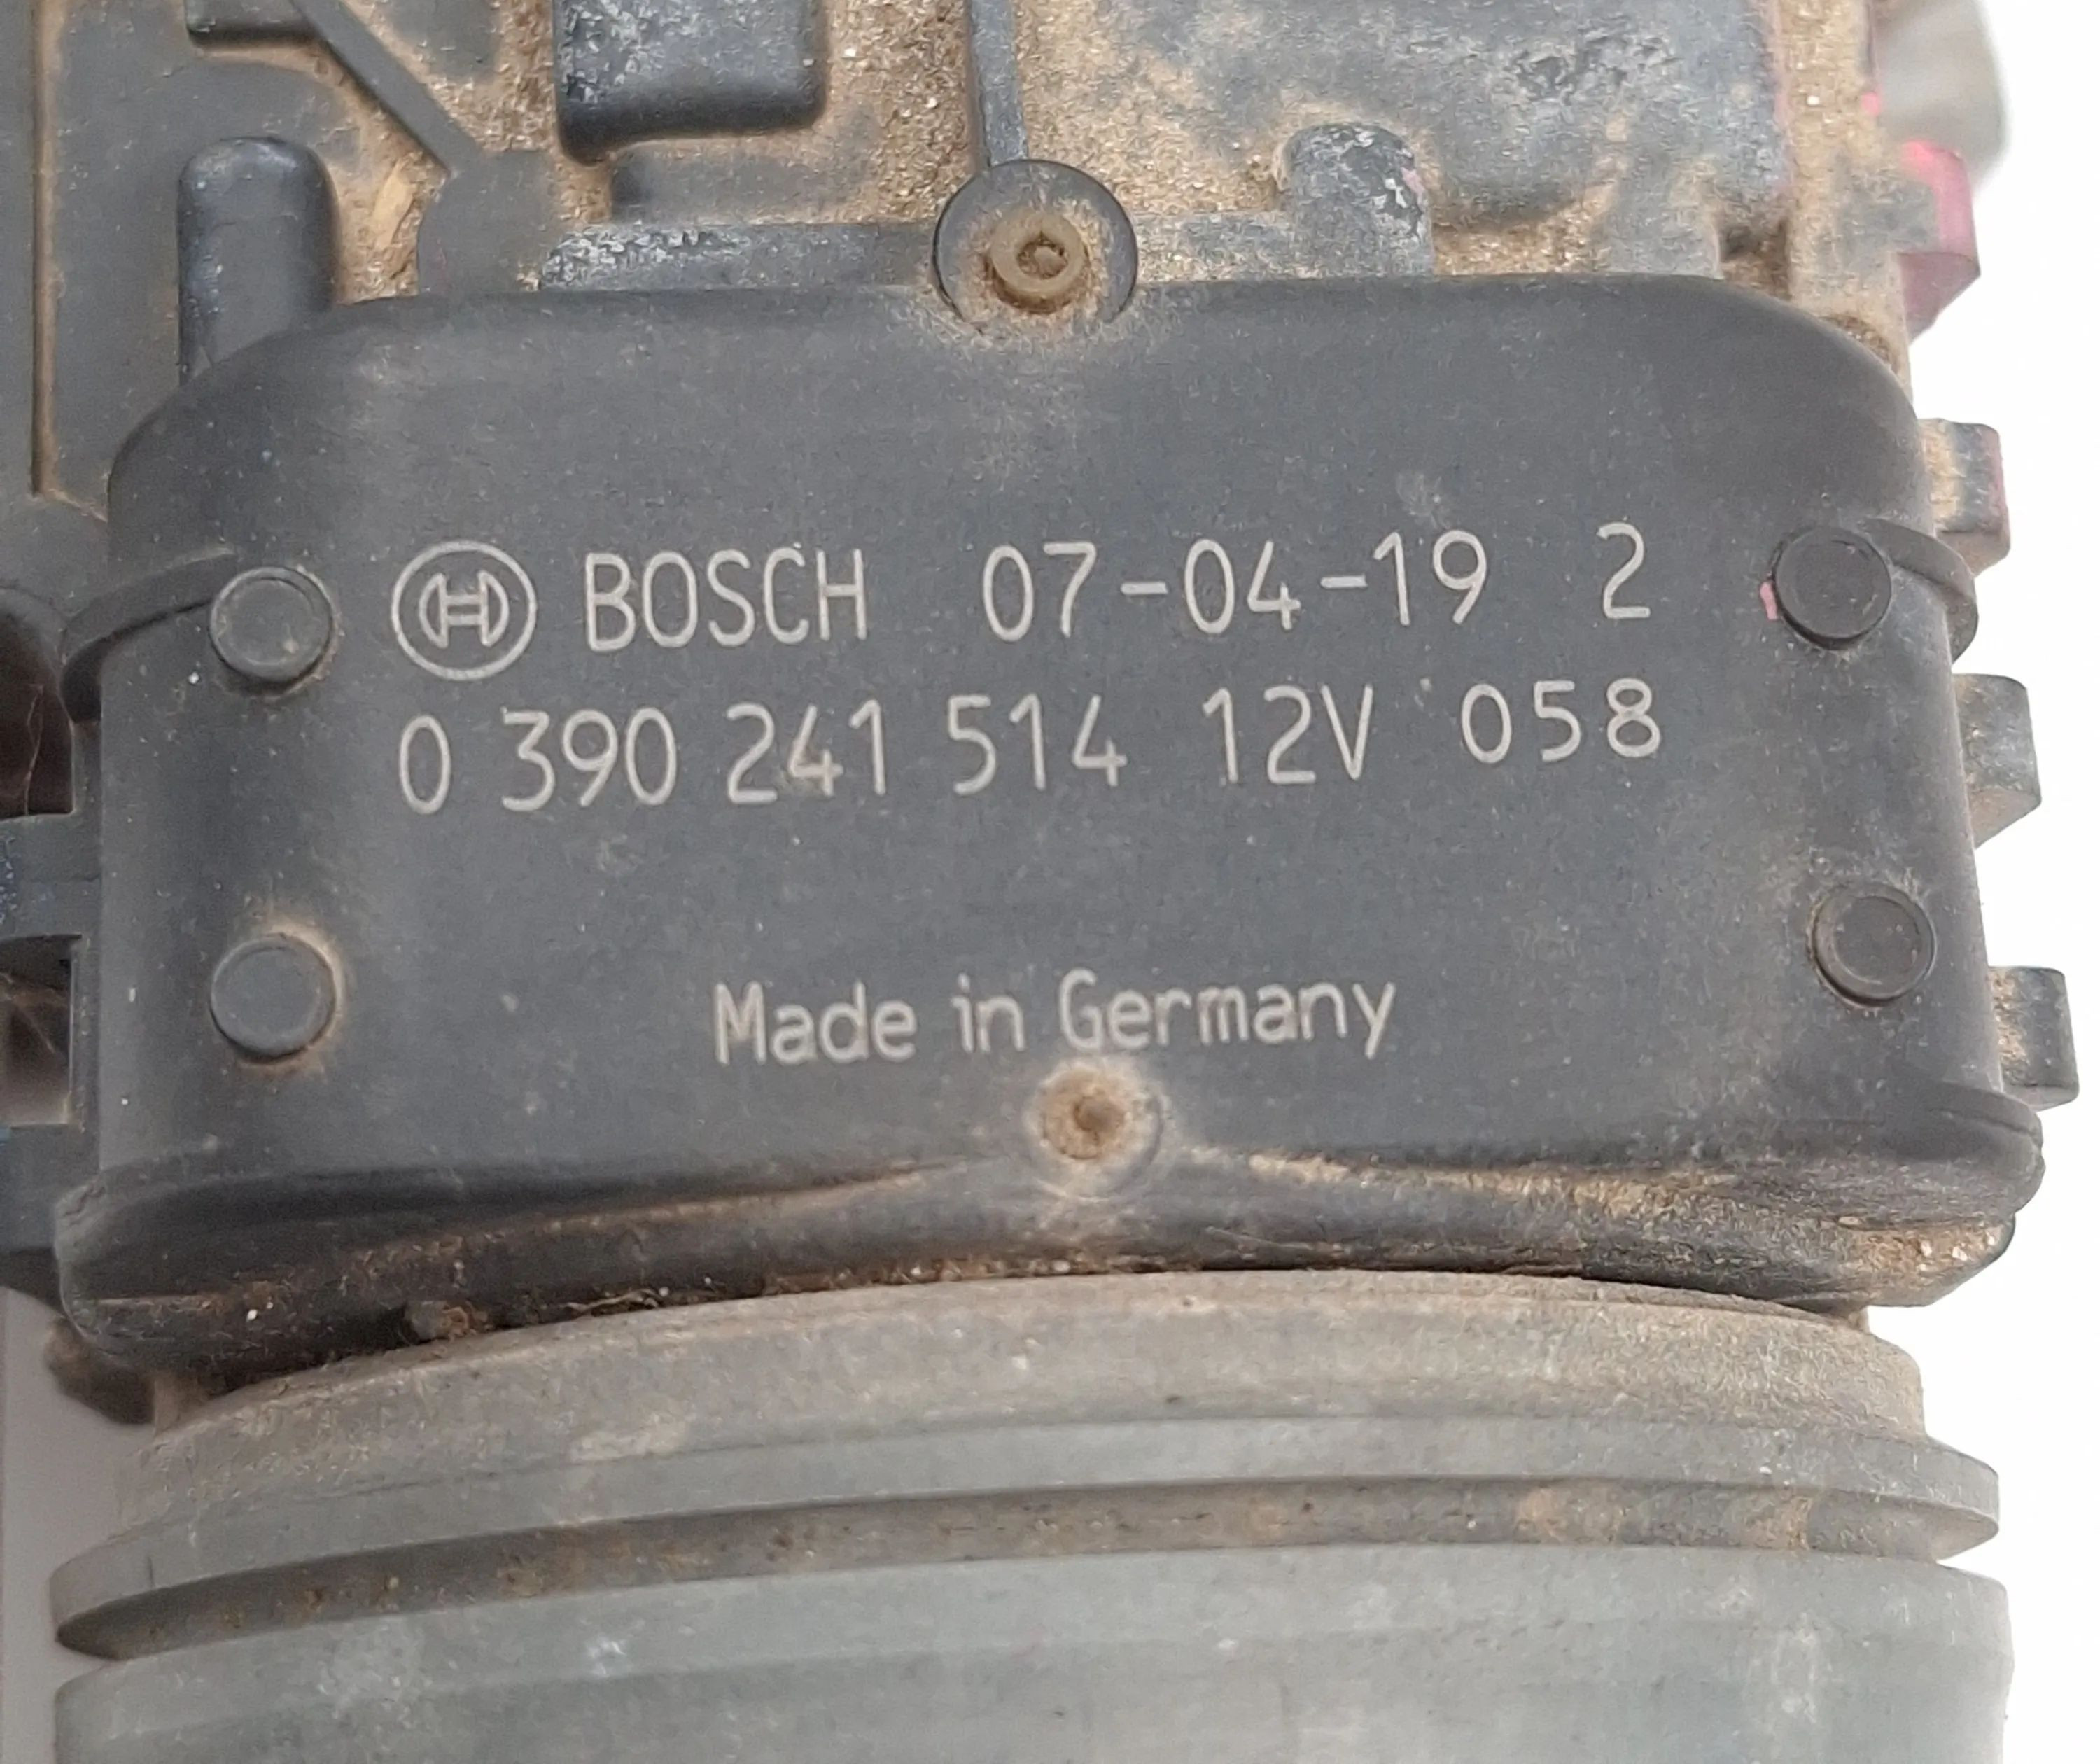 BOSCH 07-04-19 2
0 390 241 514 12V 058
Made in Germany